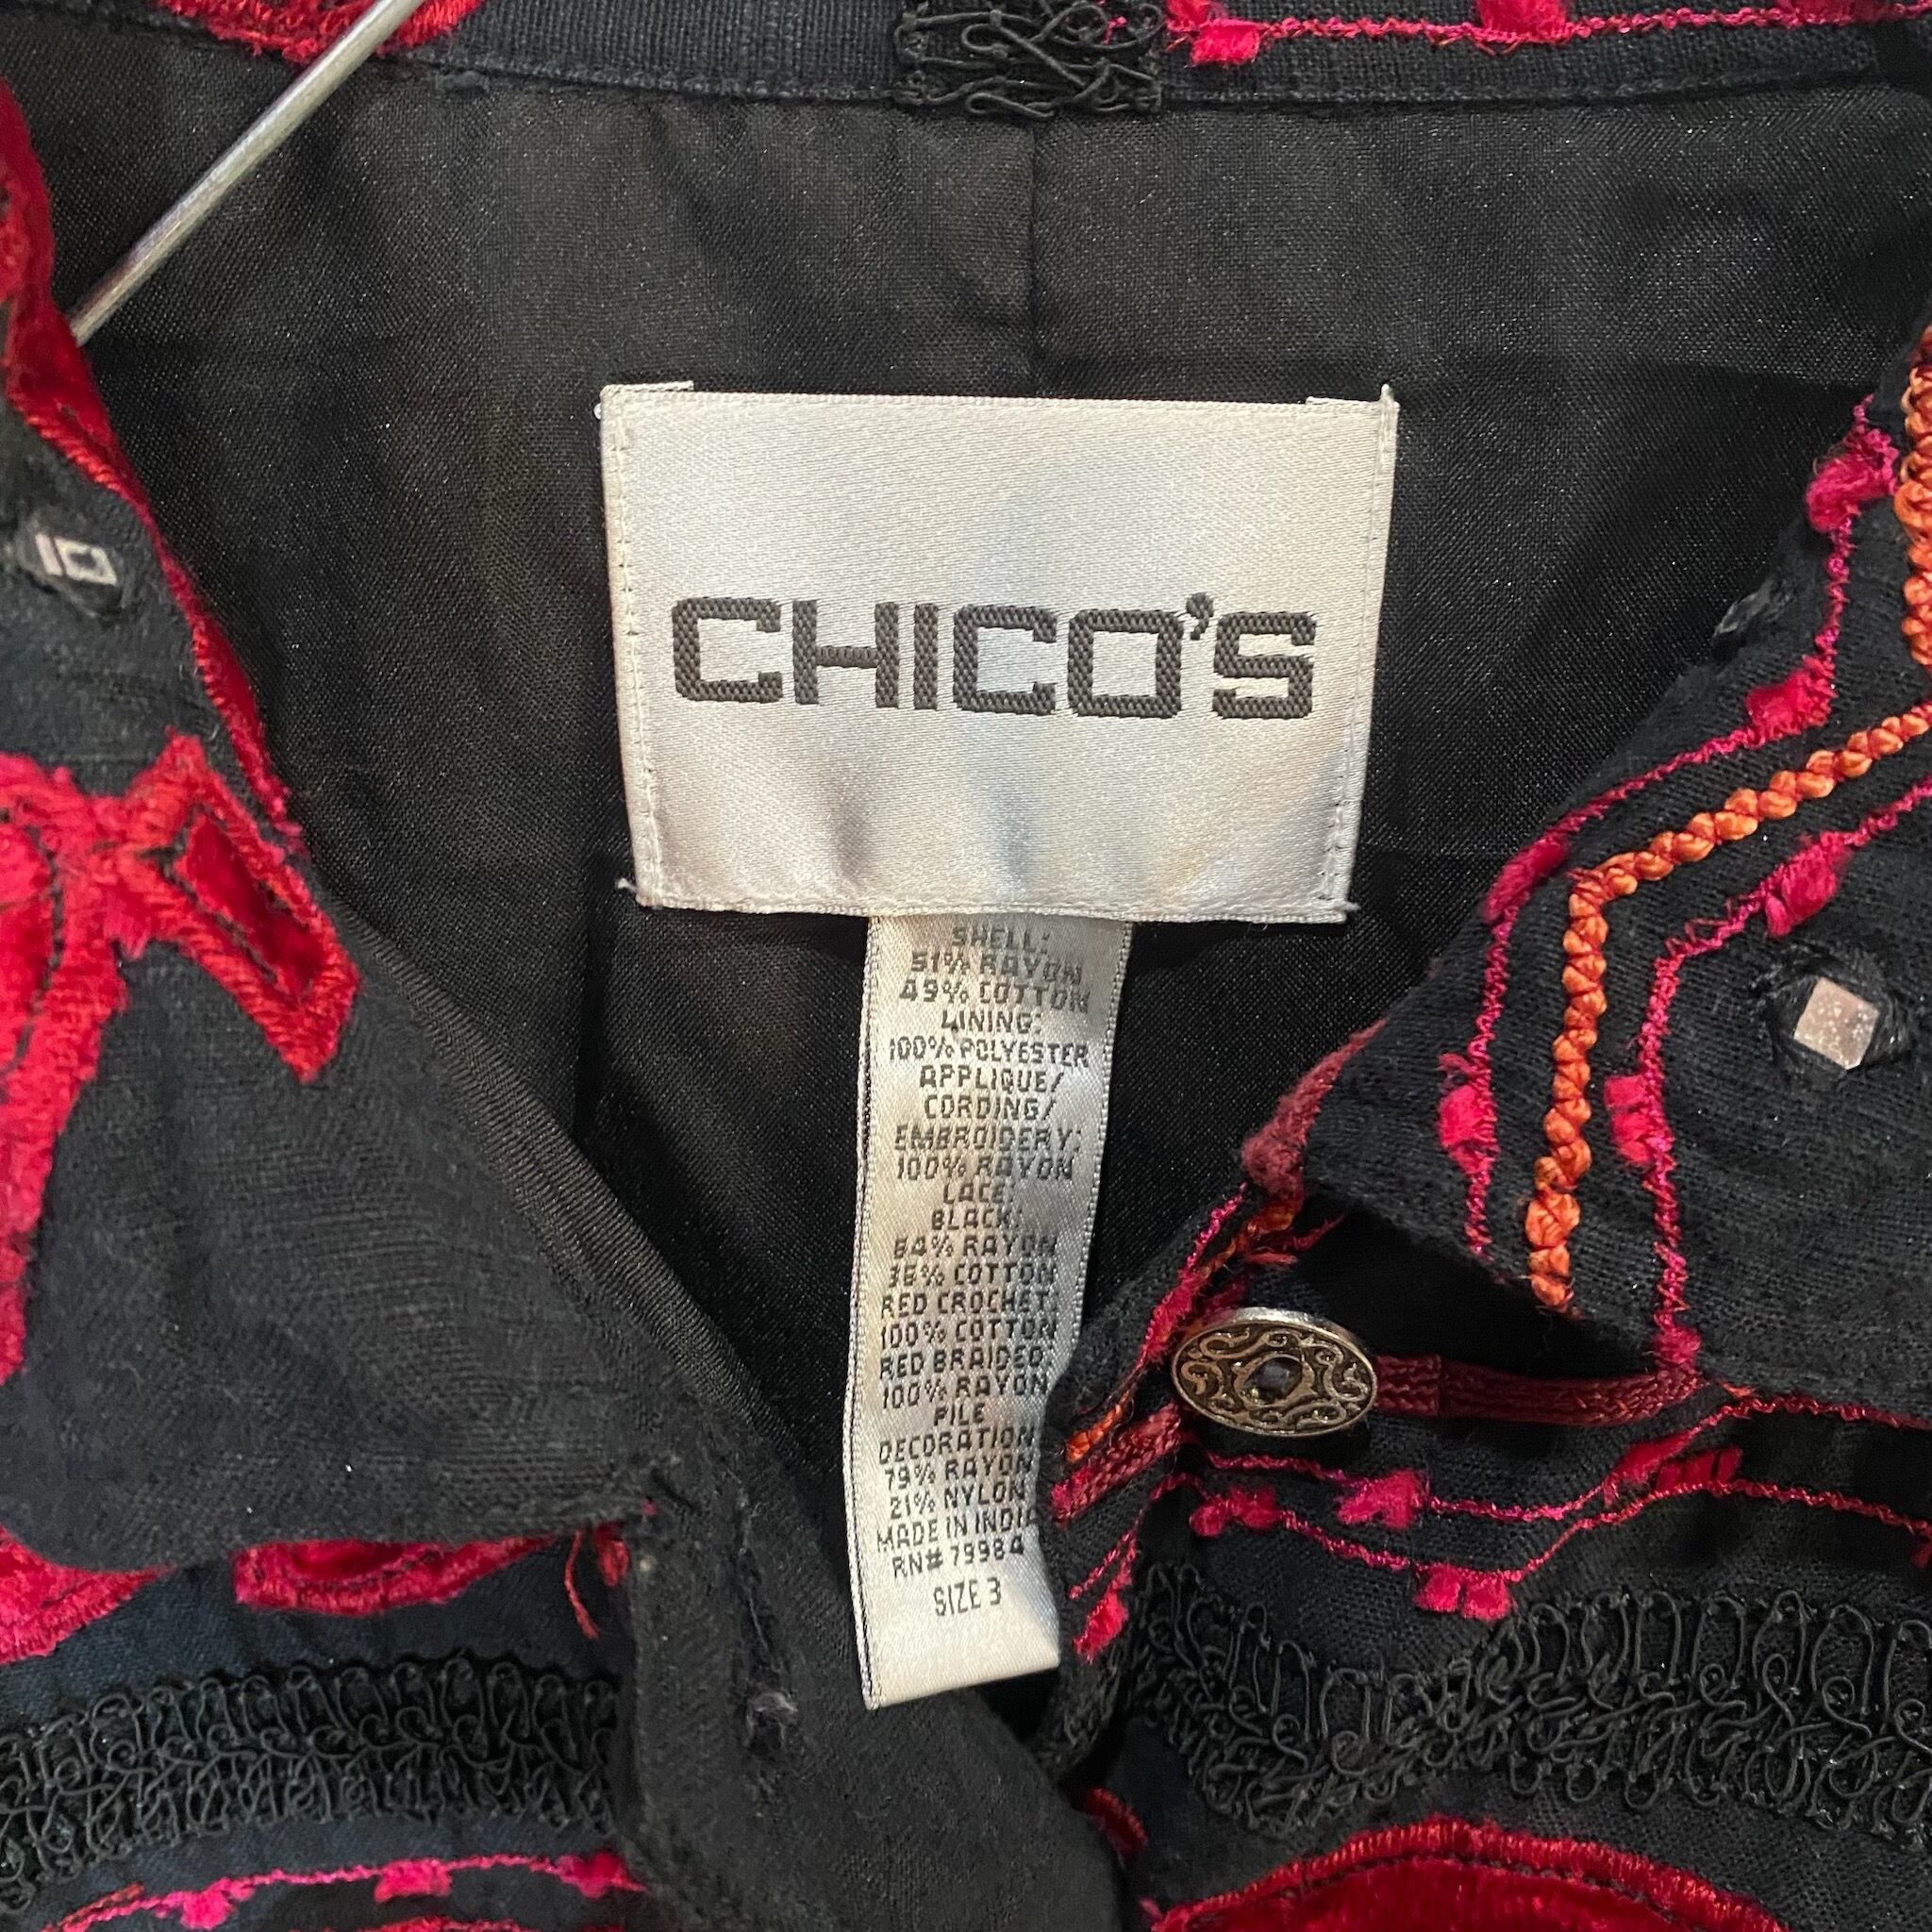 CHICO'S
SHELL:
51% RAYON
49% COTTON
LINING:
100% POLYESTER
APPLIQUE/
CORDING/
EMBROIDERY:
100% RAYON
LACE:
BLACK:
64% RAYON
36% COTTON
RED CROCHET:
100% COTTON
RED BRAIDED:
100% RAYON
PILE
DECORATION:
79% RAYON
21% NYLON
MADE IN INDIA
RN# 79984
SIZE 3